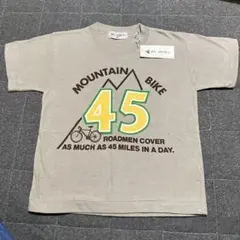 MOUNTAIN BIKE
45
ROADMEN COVER
AS MUCH AS 45 MILES IN A DAY.